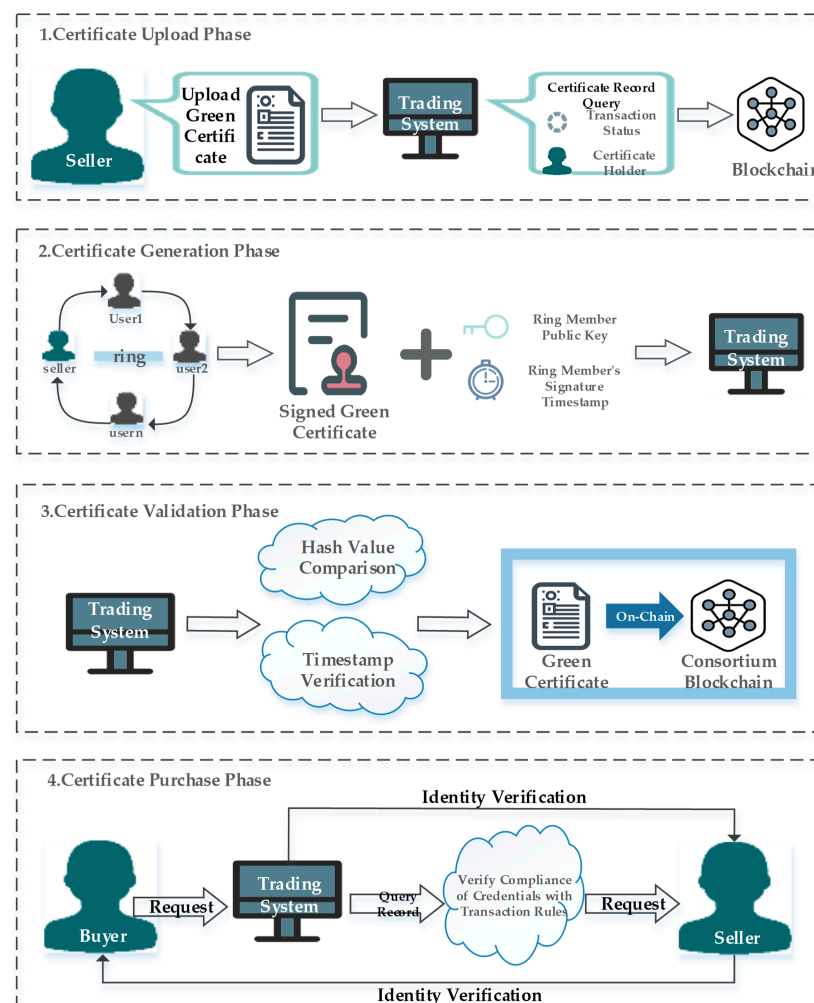 1.Certificate Upload Phase
Seller
Upload
Green
Certifi
cate
Trading
System
Certificate Record
Query
Transaction
Status
Certificate
Holder
Blockchain
2.Certificate Generation Phase
User1
seller
ring
user2
usern
Signed Green
Certificate
Ring Member
Public Key
Ring Member's
Signature
Timestamp
Trading
System
3.Certificate Validation Phase
Trading
System
Hash Value
Comparison
Timestamp
Verification
Green
Certificate
On-Chain
Consortium
Blockchain
4.Certificate Purchase Phase
Identity Verification
Buyer
Request
Trading
System
Query
Record
Verify Compliance
of Credentials with
Transaction Rules
Request
Seller
Identity Verification